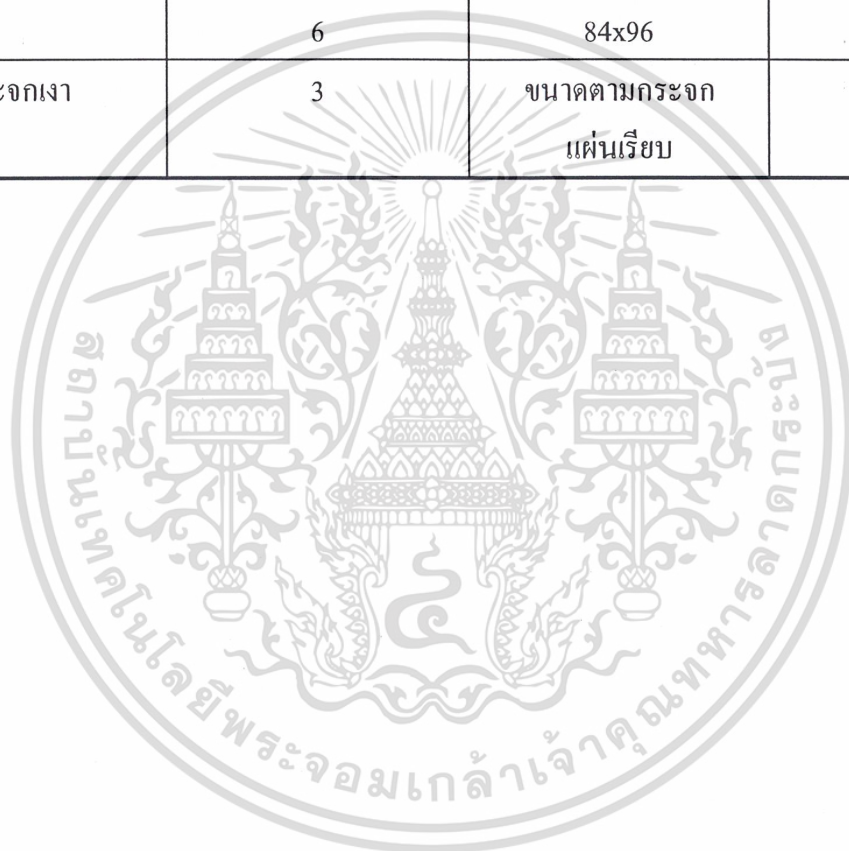 6 84x96
ะจกเงา 3 ขนาดตามกระจก
แผ่นเรียบ
สถาบันเทคโนโลยีพระจอมเกล้าเจ้าคุณทหารลาดกระบัง